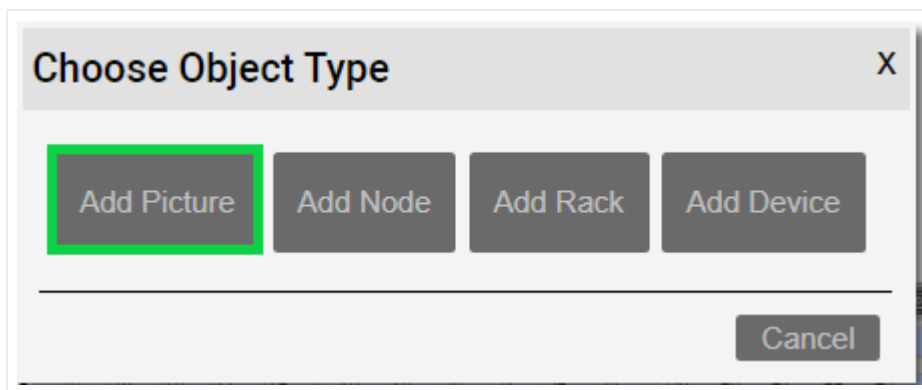 Choose Object Type X
Add Picture Add Node Add Rack Add Device
Cancel